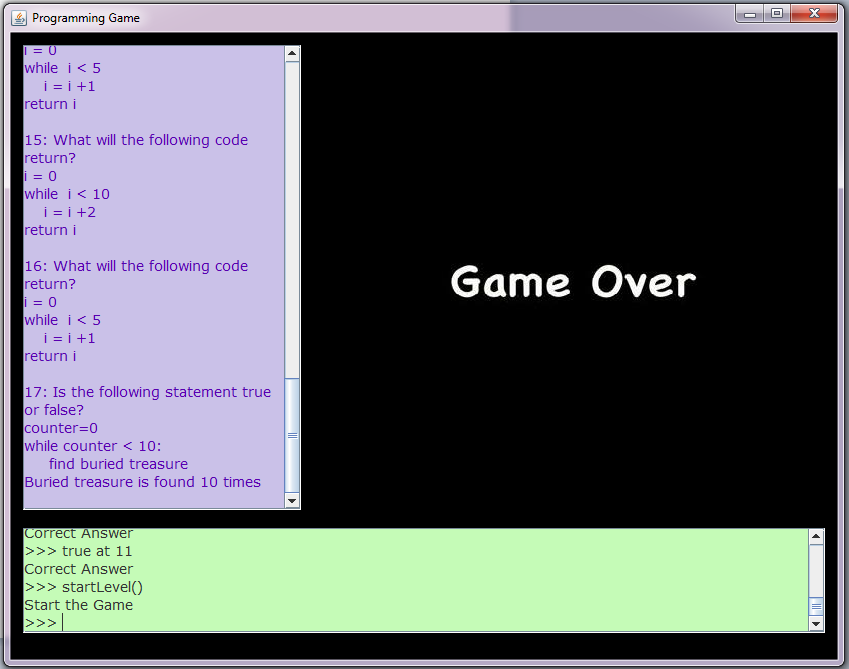 Programming Game
i = 0
while  i < 5
    i = i +1
return i
15: What will the following code
return?
i = 0
while  i < 10
    i = i +2
return i
16: What will the following code
return?
i = 0
while  i < 5
    i = i +1
return i
17: Is the following statement true
or false?
counter=0
while counter < 10:
     find buried treasure
Buried treasure is found 10 times
Game Over
Correct Answer
>>> true at 11
Correct Answer
>>> startLevel()
Start the Game
>>>